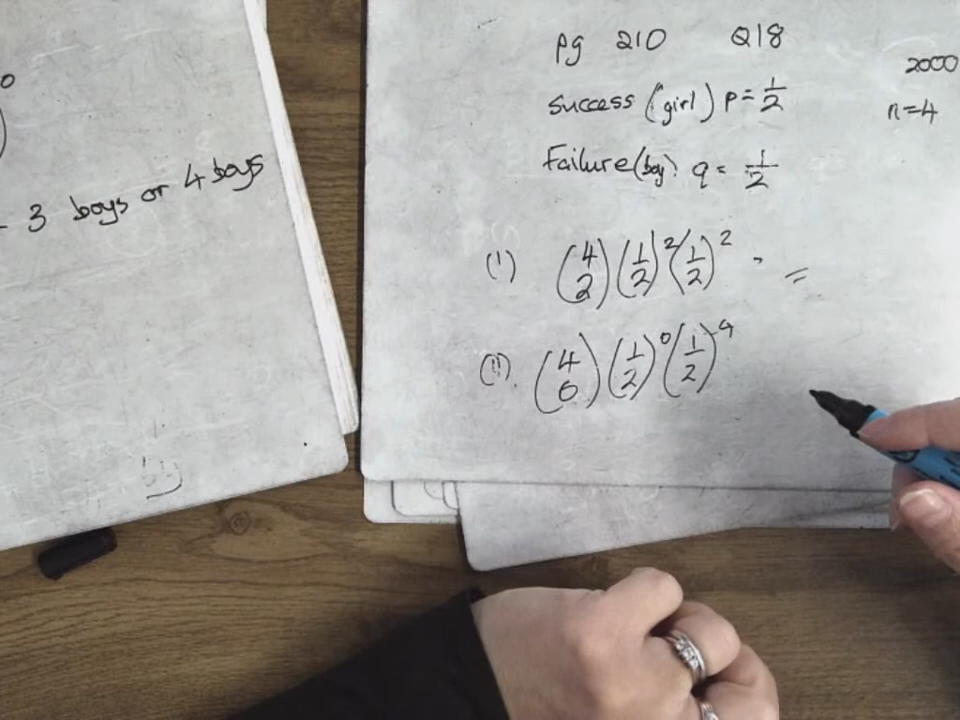 0
- 3 boys or 4 boys
pg 210 Q18
2000
Success (girl) p = 1/2
n=4
Failure (boy) q = 1/2
(i) (4 2) (1/2)^2 (1/2)^2 =
(ii). (4 0) (1/2)^0 (1/2)^4